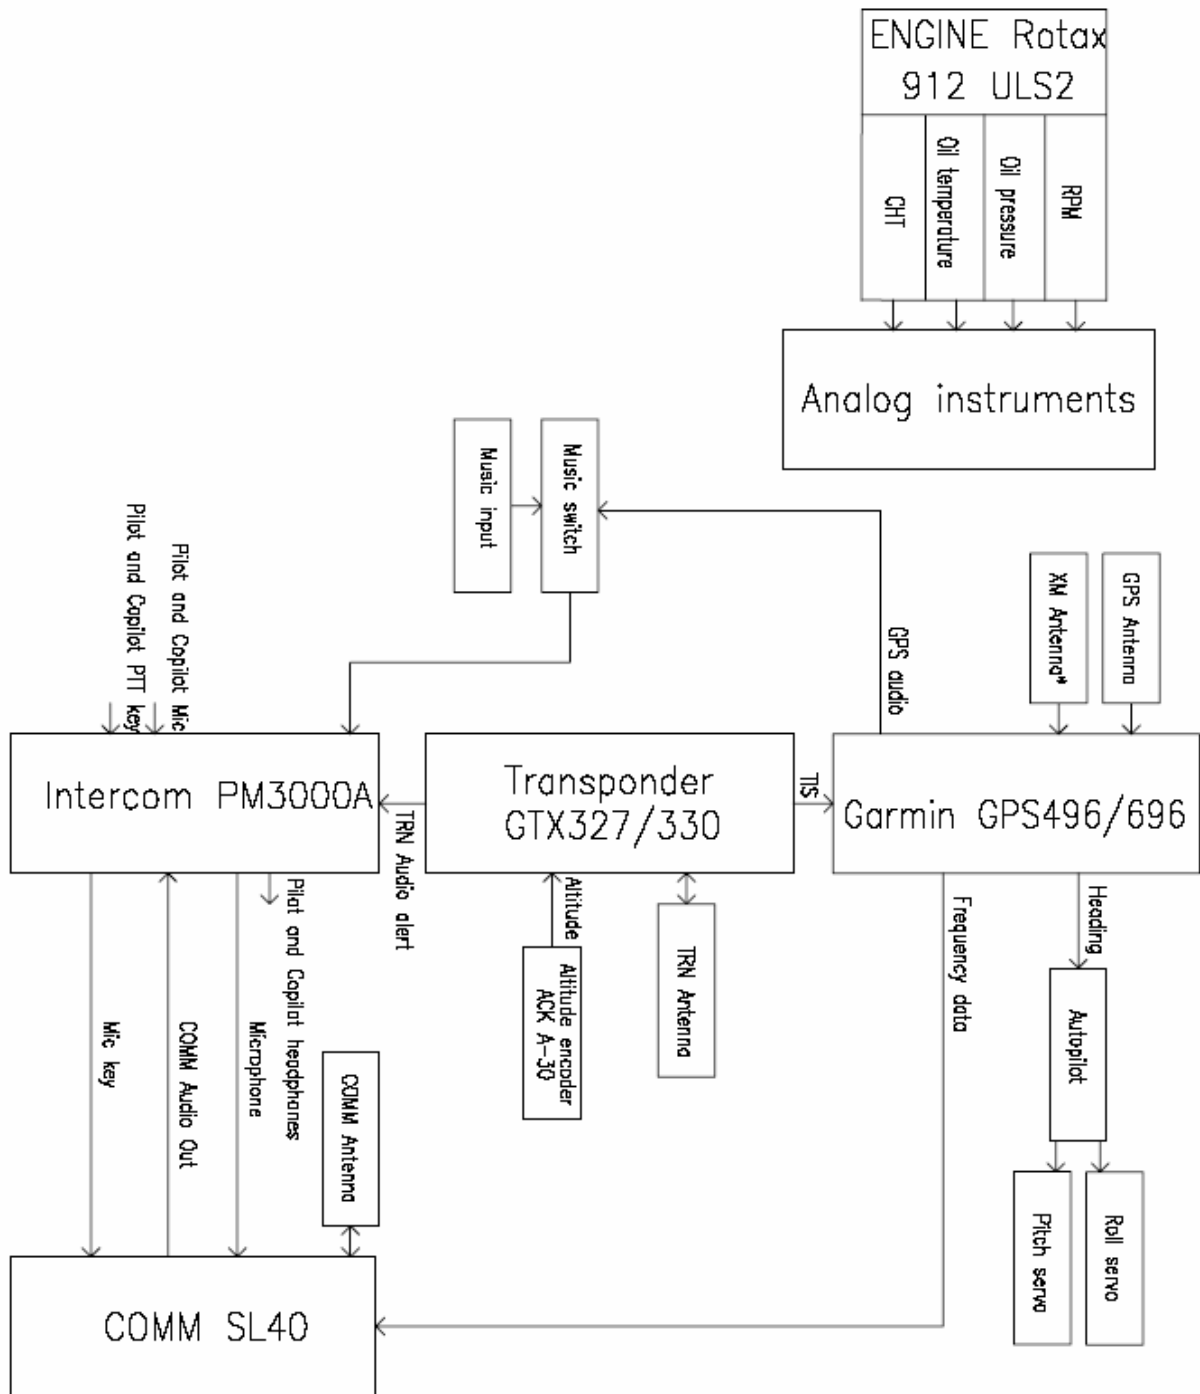 ENGINE Rotax
912 ULS2
CHT
Oil temperature
Oil pressure
RPM
Analog instruments
Music input
Music switch
Pilot and Copilot PTT key
Pilot and Copilot Mic
GPS audio
XM Antenna*
GPS Antenna
Intercom PM3000A
TRN Audio alert
Transponder
GTX327/330
TIS
Garmin GPS496/696
Mic key
COMM Audio Out
Microphone
Pilot and Copilot headphones
COMM Antenna
Altitude
Altitude encoder
ACK A-30
TRN Antenna
Frequency data
Heading
Autopilot
Pitch servo
Roll servo
COMM SL40